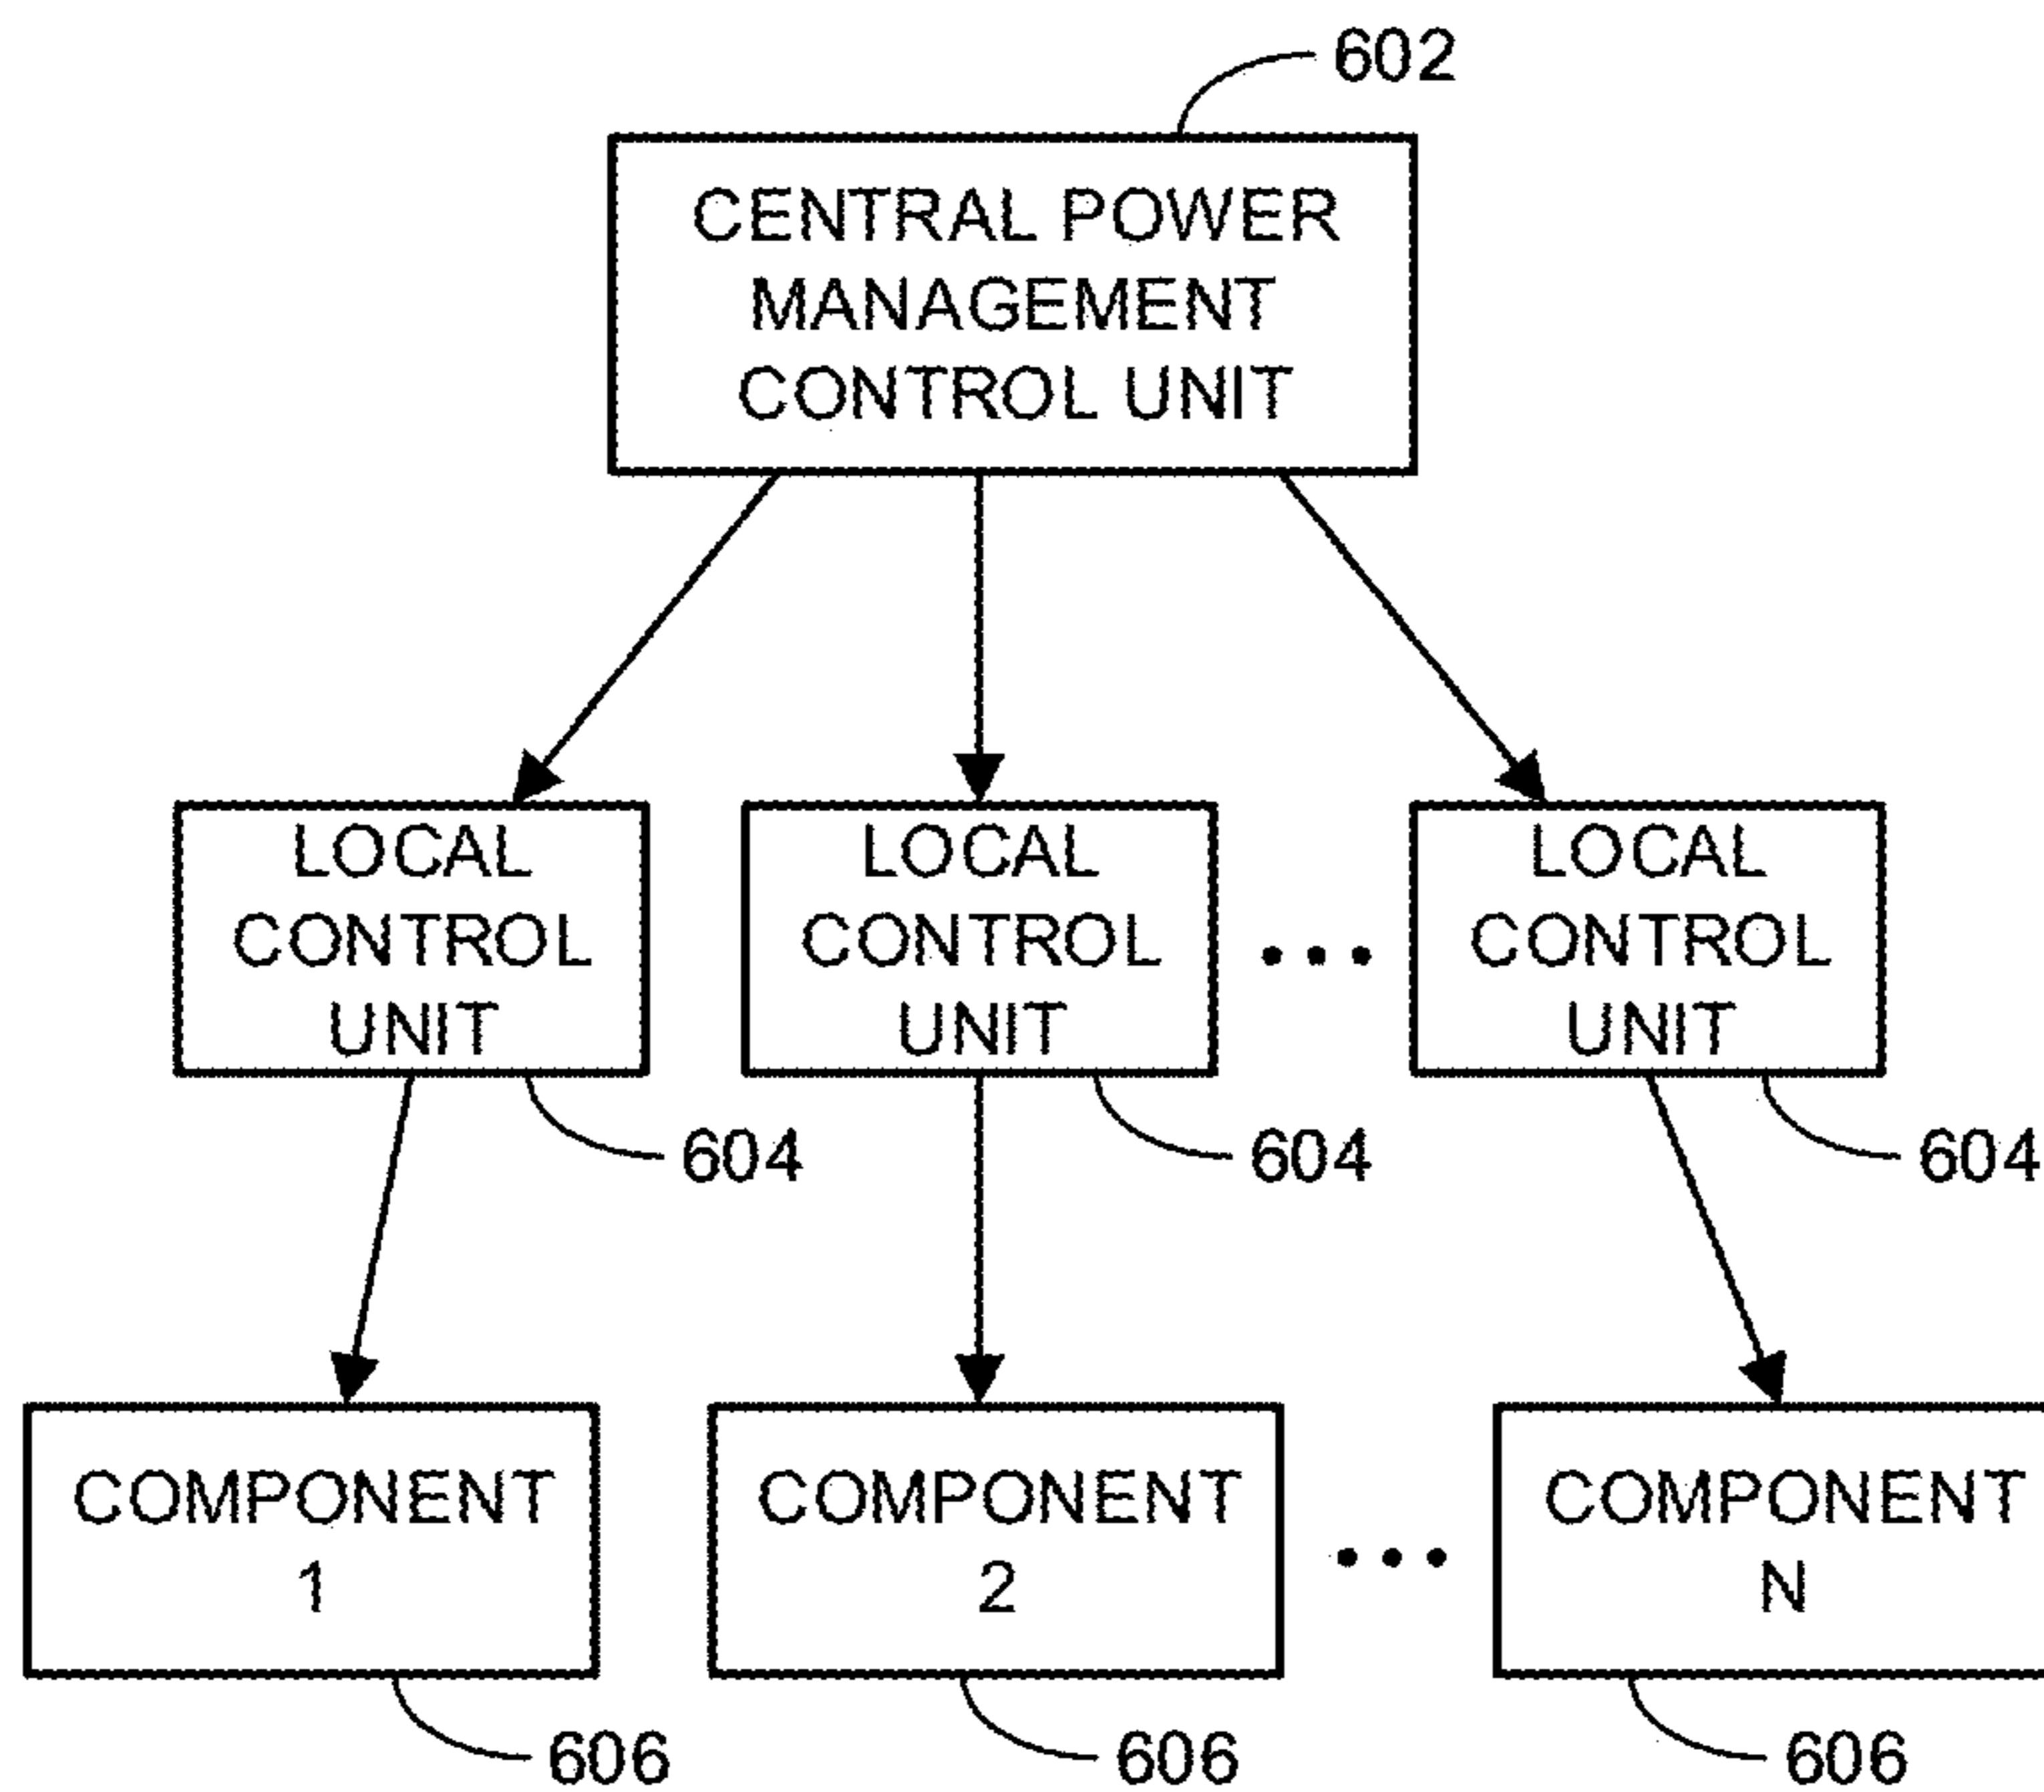 602
CENTRAL POWER
MANAGEMENT
CONTROL UNIT
LOCAL
CONTROL
UNIT
604
LOCAL
CONTROL
UNIT
604
...
LOCAL
CONTROL
UNIT
604
COMPONENT
1
606
COMPONENT
2
606
...
COMPONENT
N
606